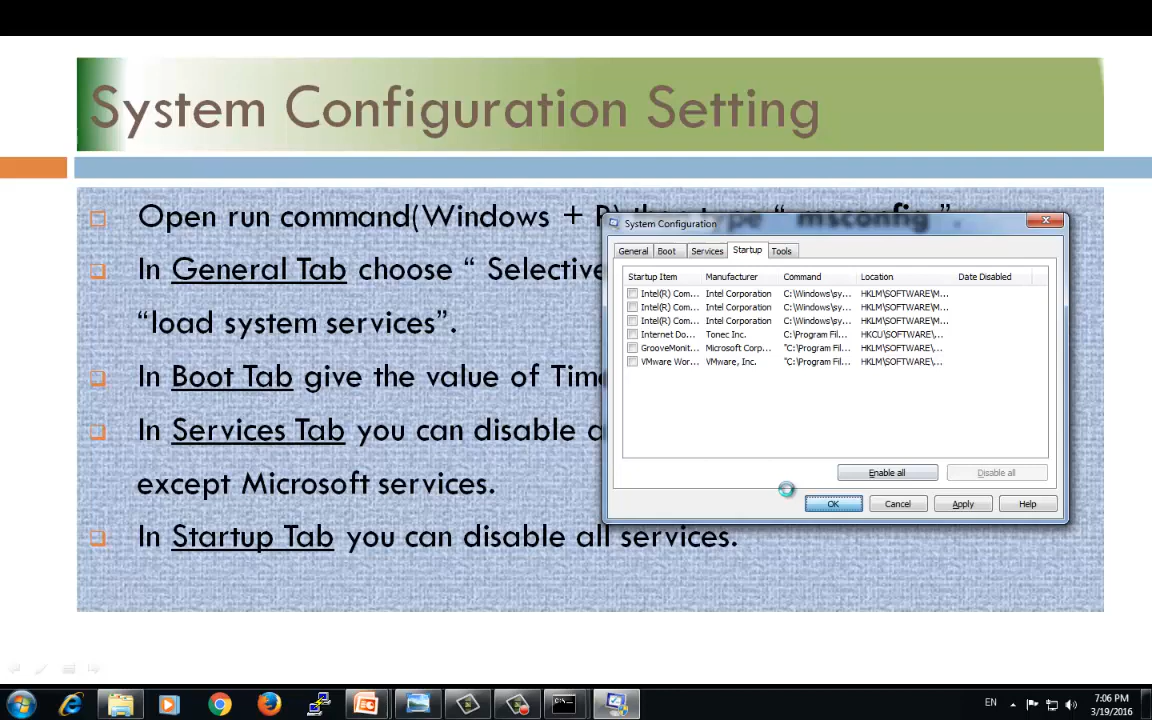 System Configuration Setting
Open run command(Windows + R) then type “ msconfig ”.
In General Tab choose “ Selective
“load system services”.
In Boot Tab give the value of Time
In Services Tab you can disable a
except Microsoft services.
In Startup Tab you can disable all services.
System Configuration
General Boot Services Startup Tools
Startup Item Manufacturer Command Location Date Disabled
Intel(R) Com... Intel Corporation C:\Windows\sy... HKLM\SOFTWARE\M...
Intel(R) Com... Intel Corporation C:\Windows\sy... HKLM\SOFTWARE\M...
Intel(R) Com... Intel Corporation C:\Windows\sy... HKLM\SOFTWARE\M...
Internet Do... Tonec Inc. C:\Program Fil... HKCU\SOFTWARE\...
GrooveMonit... Microsoft Corp... "C:\Program Fil... HKLM\SOFTWARE\...
VMware Wor... VMware, Inc. "C:\Program Fil... HKLM\SOFTWARE\...
Enable all Disable all
OK Cancel Apply Help
EN
7:06 PM
3/19/2016